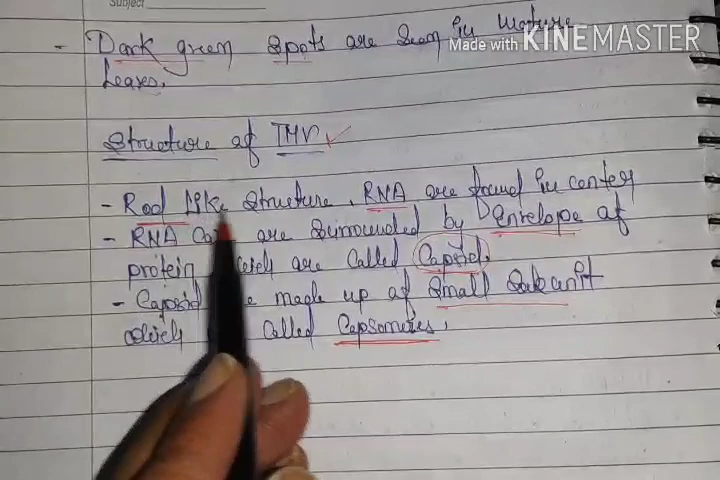 Subject
- Dark green spots are seen in mature
Leaves.
Made with KINEMASTER
Structure of TMV
- Rod like structure, RNA are found in center
- RNA are surrounded by envelope of
protein are called Capsid.
- Capsid made up of small subunit
which called Capsomeres.